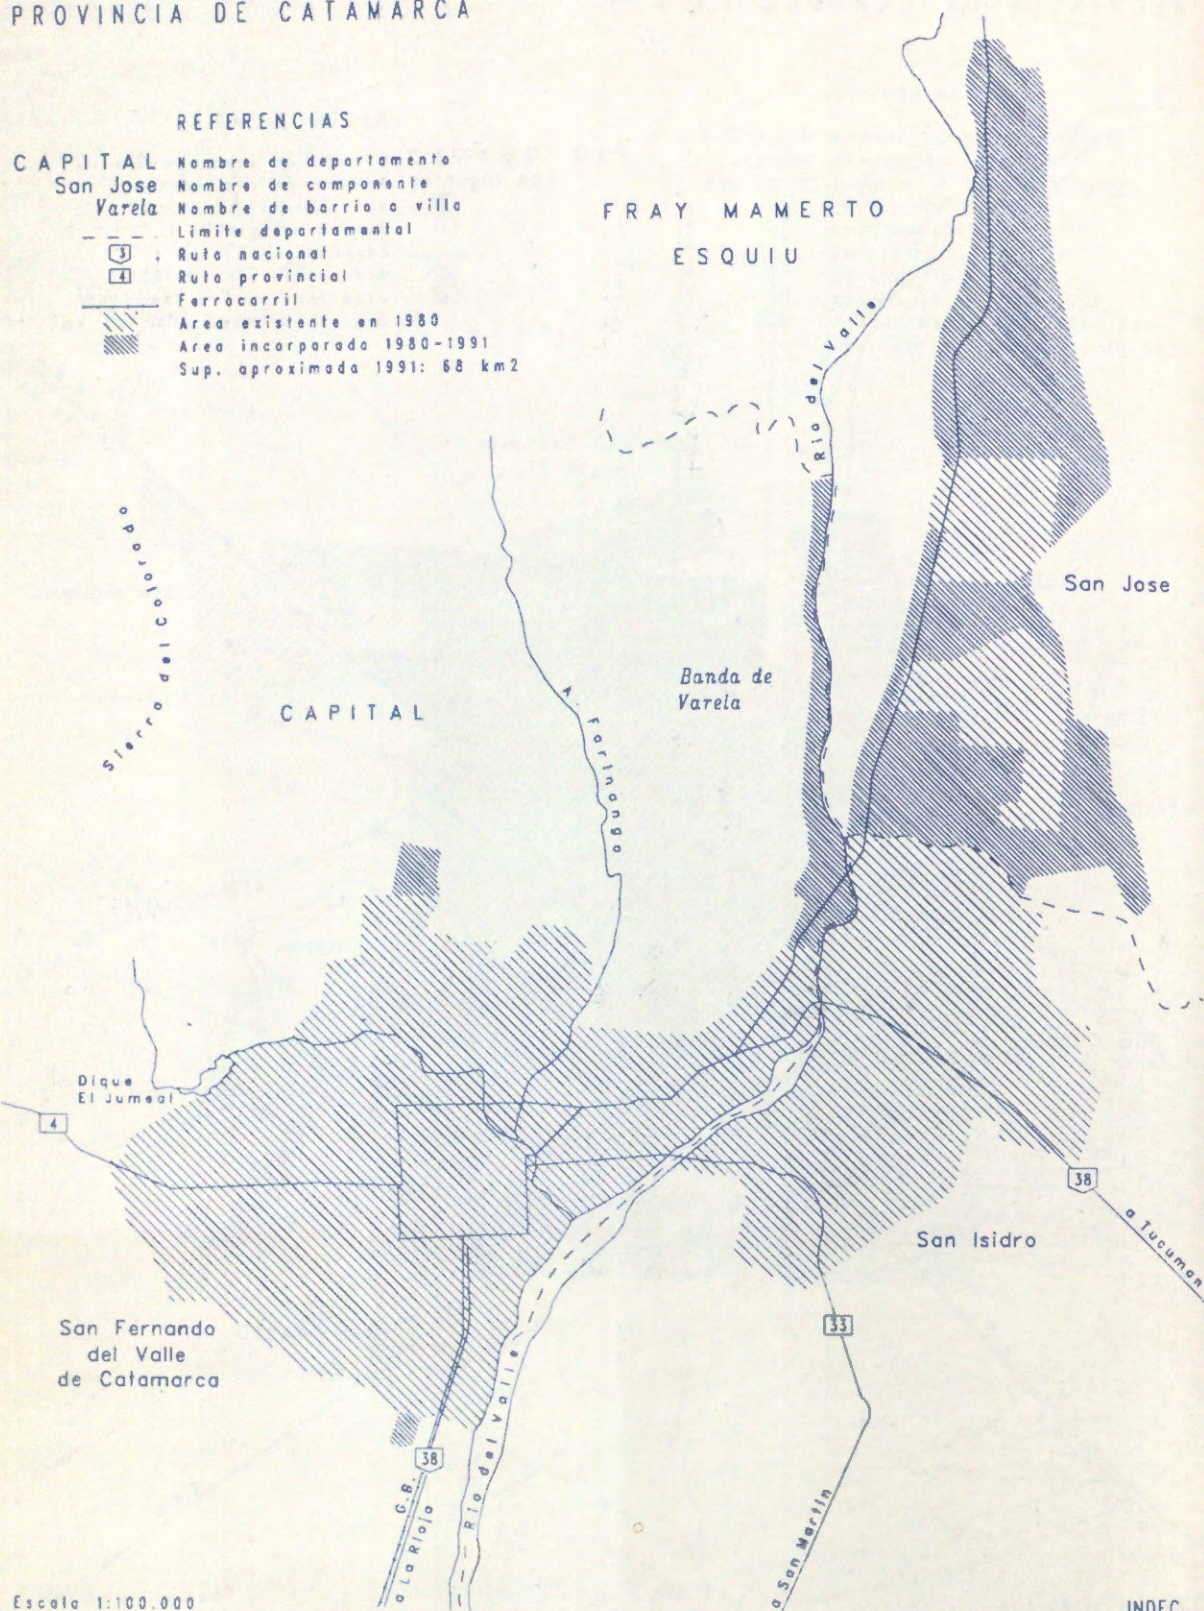 PROVINCIA DE CATAMARCA
REFERENCIAS
CAPITAL Nombre de departamento
San Jose Nombre de componente
Varela Nombre de barrio o villa
Limite departamental
3 Ruta nacional
4 Ruta provincial
Ferrocarril
Area existente en 1980
Area incorporada 1980-1991
Sup. aproximada 1991: 68 km2
FRAY MAMERTO
ESQUIU
Rio del Valle
Sierra del Colorado
San Jose
Banda de
Varela
CAPITAL
A. Farinango
Dique
El Jumeal
4
38
a Tucuman
San Isidro
33
San Fernando
del Valle
de Catamarca
Rio del Valle
38
G.B.
a La Rioja
a San Martin
Escala 1:100.000
INDEC